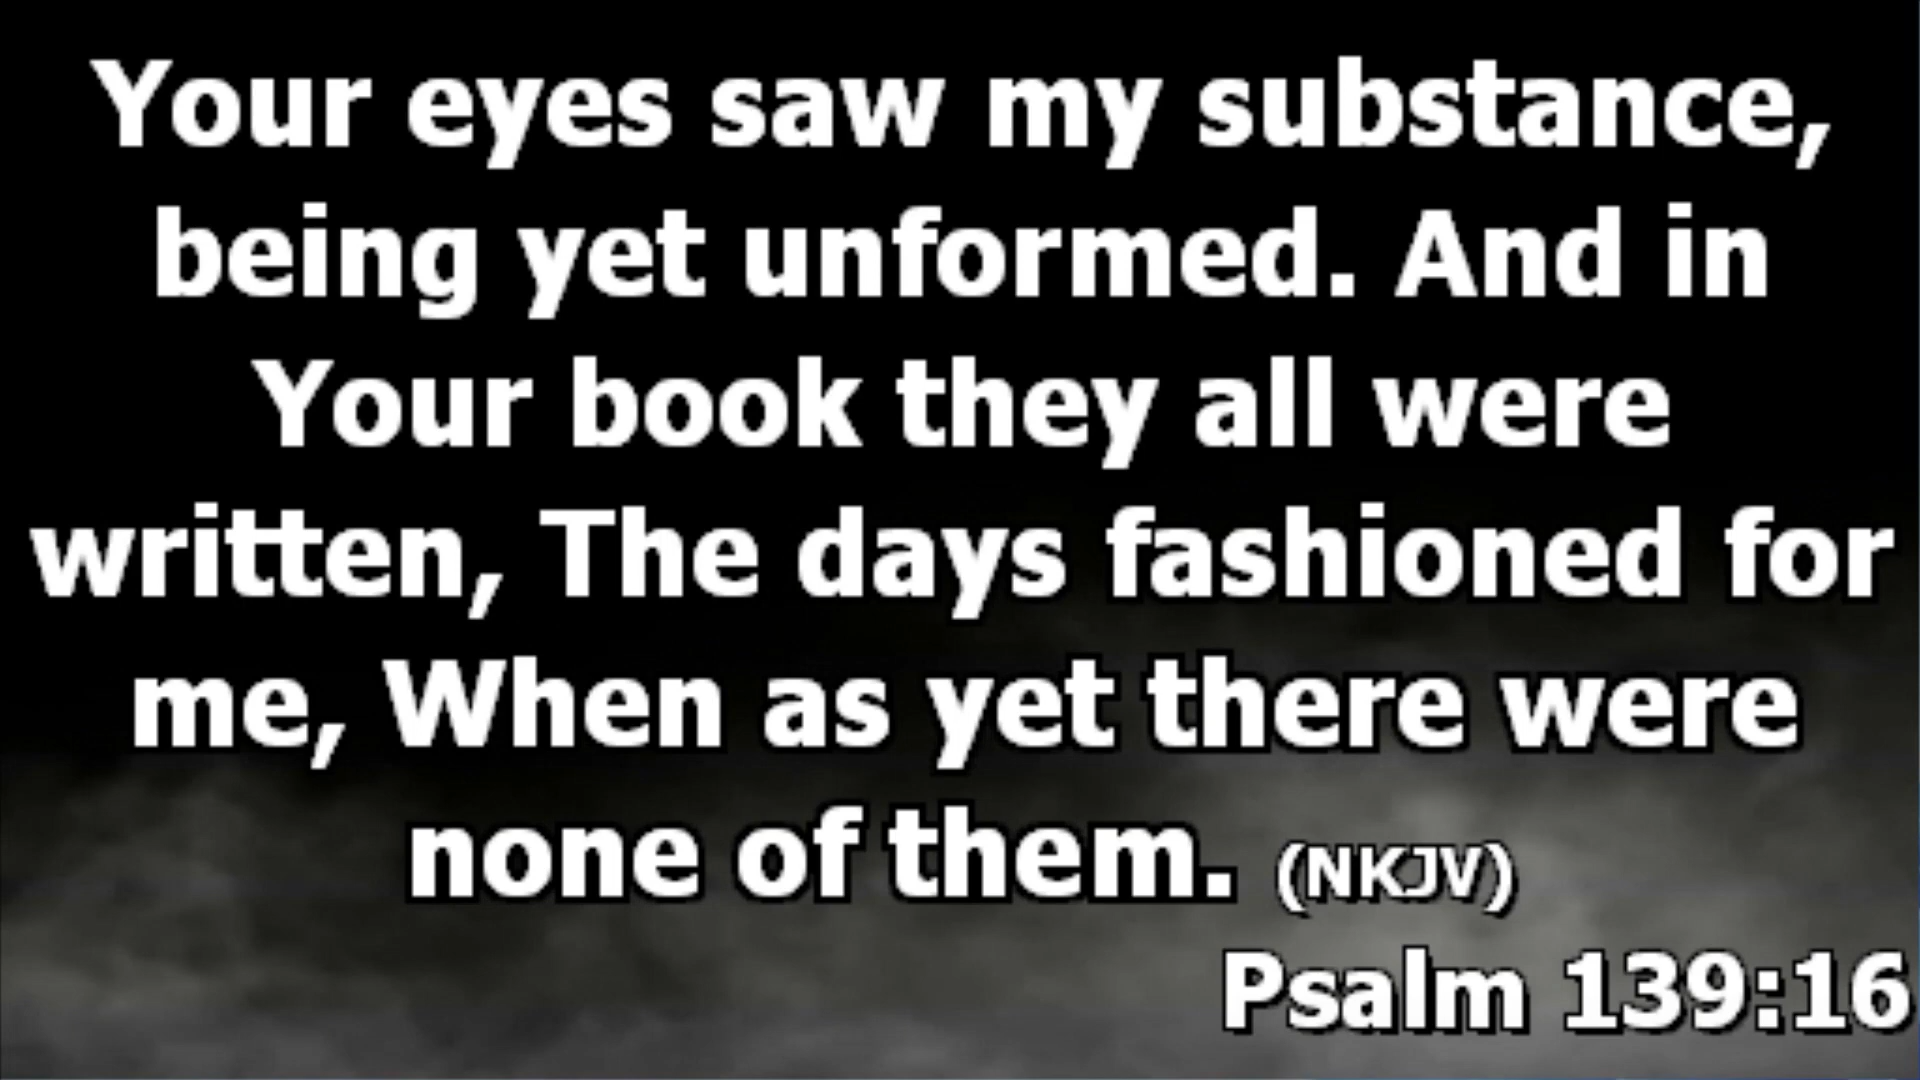 Your eyes saw my substance,
being yet unformed. And in
Your book they all were
written, The days fashioned for
me, When as yet there were
none of them. (NKJV)
Psalm 139:16